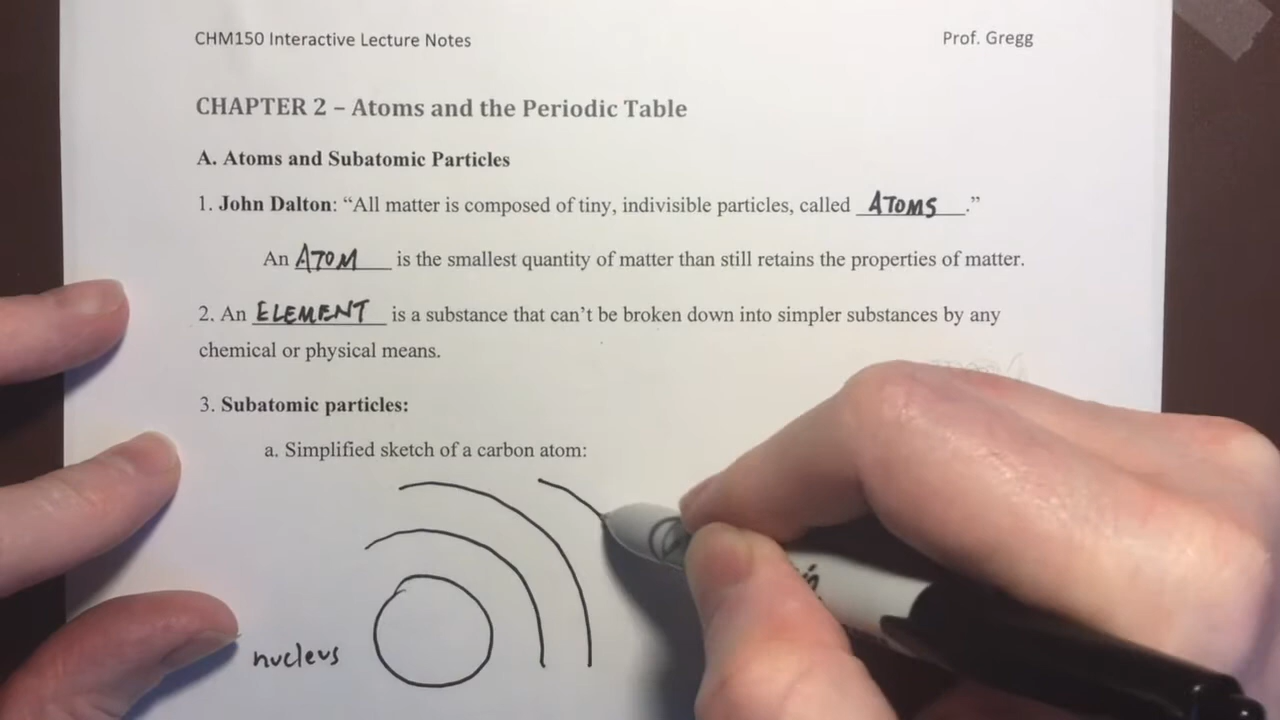 CHM150 Interactive Lecture Notes Prof. Gregg
CHAPTER 2 – Atoms and the Periodic Table
A. Atoms and Subatomic Particles
1. John Dalton: “All matter is composed of tiny, indivisible particles, called ATOMS.”
An ATOM is the smallest quantity of matter than still retains the properties of matter.
2. An ELEMENT is a substance that can’t be broken down into simpler substances by any
chemical or physical means.
3. Subatomic particles:
a. Simplified sketch of a carbon atom:
nucleus